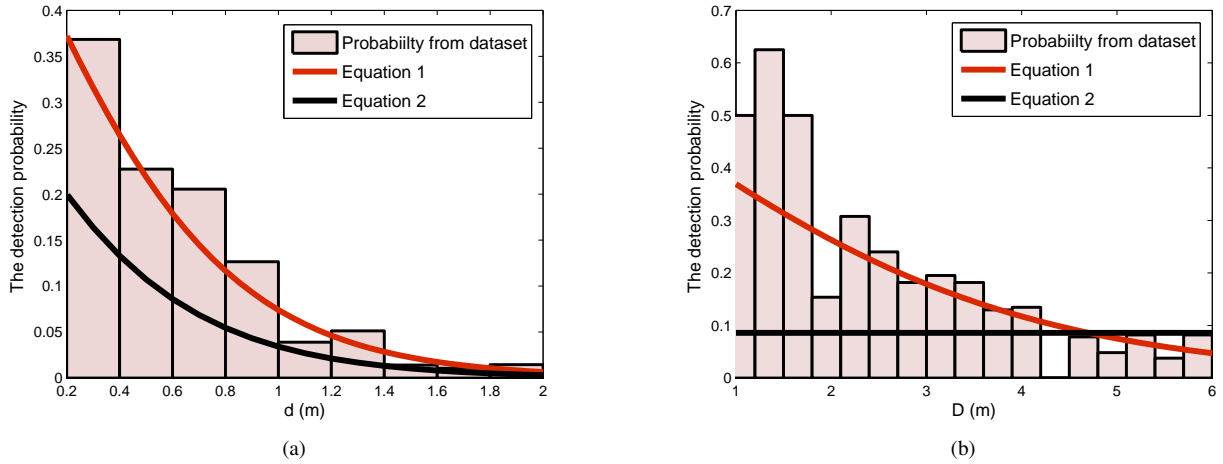 The detection probability
0.4
0.35
0.3
0.25
0.2
0.15
0.1
0.05
0
0.2
0.4
0.6
0.8
1
1.2
1.4
1.6
1.8
2
d (m)
Probabiilty from dataset
Equation 1
Equation 2
(a)
The detection probability
0.7
0.6
0.5
0.4
0.3
0.2
0.1
0
1
2
3
4
5
6
D (m)
Probabiilty from dataset
Equation 1
Equation 2
(b)